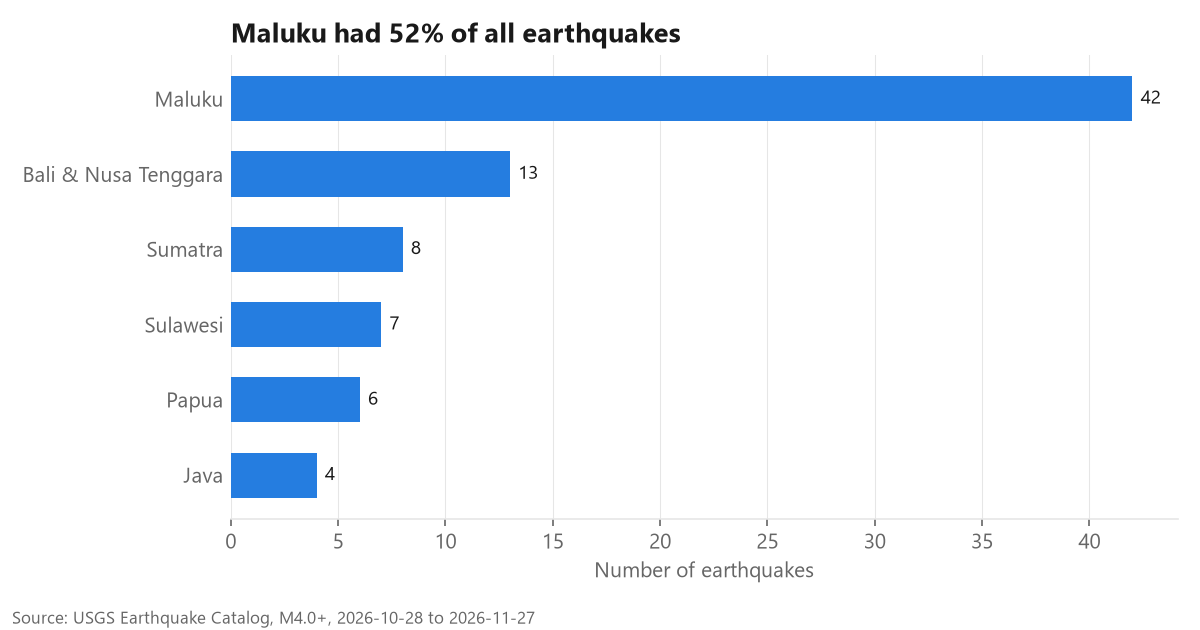 Maluku had 52% of all earthquakes
Maluku 42
Bali & Nusa Tenggara 13
Sumatra 8
Sulawesi 7
Papua 6
Java 4
0 5 10 15 20 25 30 35 40
Number of earthquakes
Source: USGS Earthquake Catalog, M4.0+, 2026-10-28 to 2026-11-27